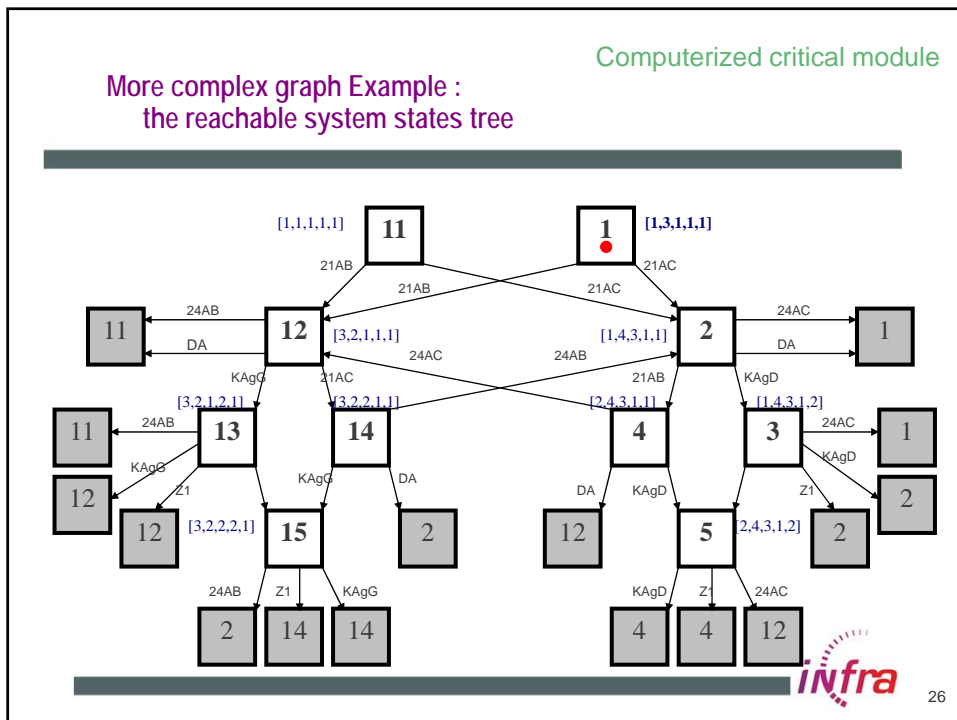 Computerized critical module
More complex graph Example :
the reachable system states tree
[1,1,1,1,1]
11
1
[1,3,1,1,1]
21AB
21AC
21AB
21AC
11
24AB
DA
12
[3,2,1,1,1]
[1,4,3,1,1]
2
24AC
DA
1
24AC
24AB
KAgG
21AC
21AB
KAgD
[3,2,1,2,1]
[3,2,2,1,1]
[2,4,3,1,1]
[1,4,3,1,2]
11
24AB
13
14
4
3
24AC
1
KAgG
KAgD
12
Z1
KAgG
DA
DA
KAgD
Z1
2
12
[3,2,2,2,1]
15
2
12
5
[2,4,3,1,2]
2
24AB
Z1
KAgG
KAgD
Z1
24AC
2
14
14
4
4
12
infra
26